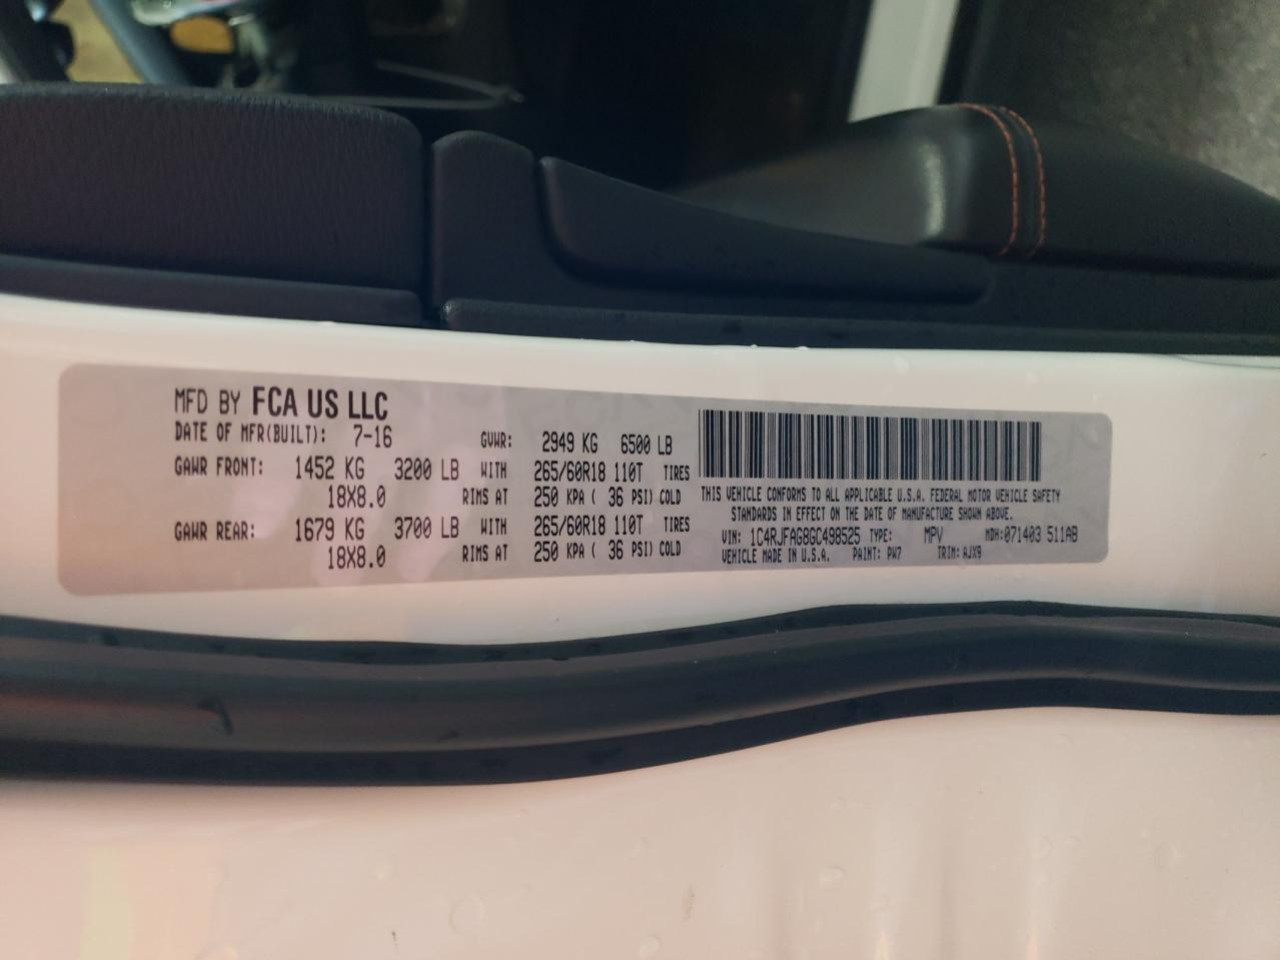 MFD BY FCA US LLC
DATE OF MFR(BUILT): 7-16 GVWR: 2949 KG 6500 LB
GAWR FRONT: 1452 KG 3200 LB WITH 265/60R18 110T TIRES
18X8.0 RIMS AT 250 KPA ( 36 PSI) COLD
GAWR REAR: 1679 KG 3700 LB WITH 265/60R18 110T TIRES
18X8.0 RIMS AT 250 KPA ( 36 PSI) COLD
THIS VEHICLE CONFORMS TO ALL APPLICABLE U.S.A. FEDERAL MOTOR VEHICLE SAFETY
STANDARDS IN EFFECT ON THE DATE OF MANUFACTURE SHOWN ABOVE.
VIN: 1C4RJFAG8GC498525 TYPE: MPV MDH: 071403 511AB
VEHICLE MADE IN U.S.A. PAINT: PW7 TRIM: AJX9